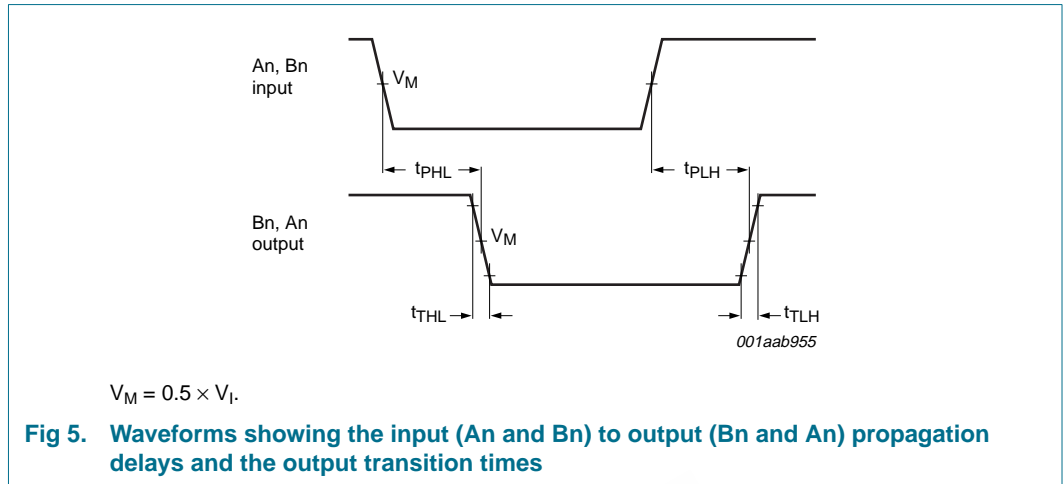 An, Bn
input
VM
tPHL
tPLH
Bn, An
output
VM
tTHL
tTLH
001aab955
VM = 0.5 × VI.
Fig 5. Waveforms showing the input (An and Bn) to output (Bn and An) propagation
delays and the output transition times